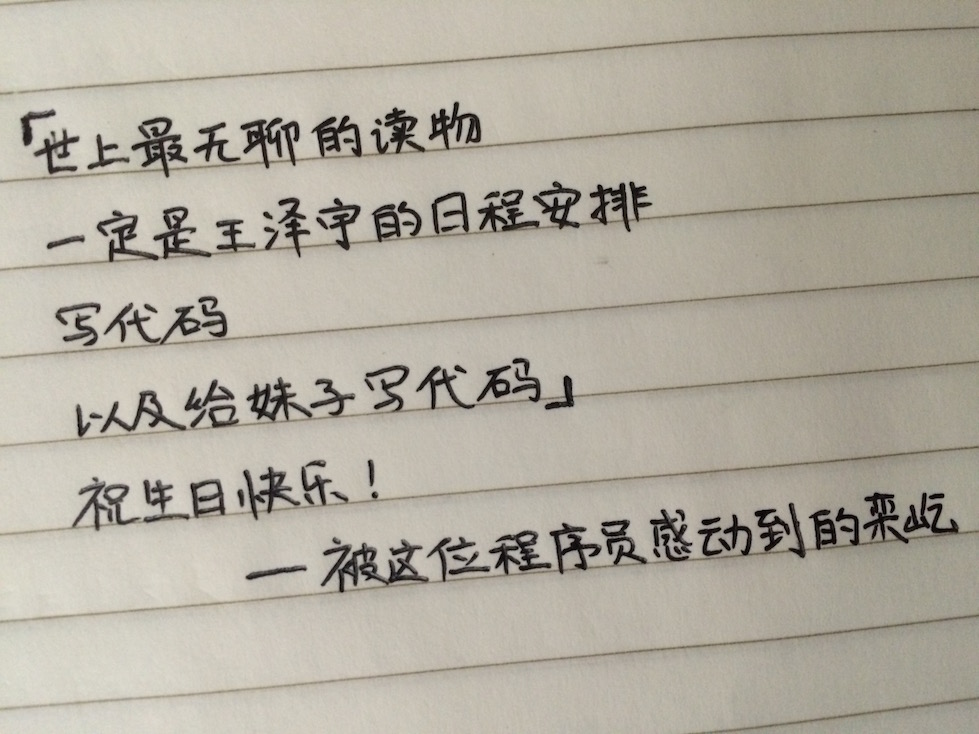 「世上最无聊的读物
一定是王泽宇的日程安排
写代码
以及给妹子写代码」
祝生日快乐！
—被这位程序员感动到的栾屹